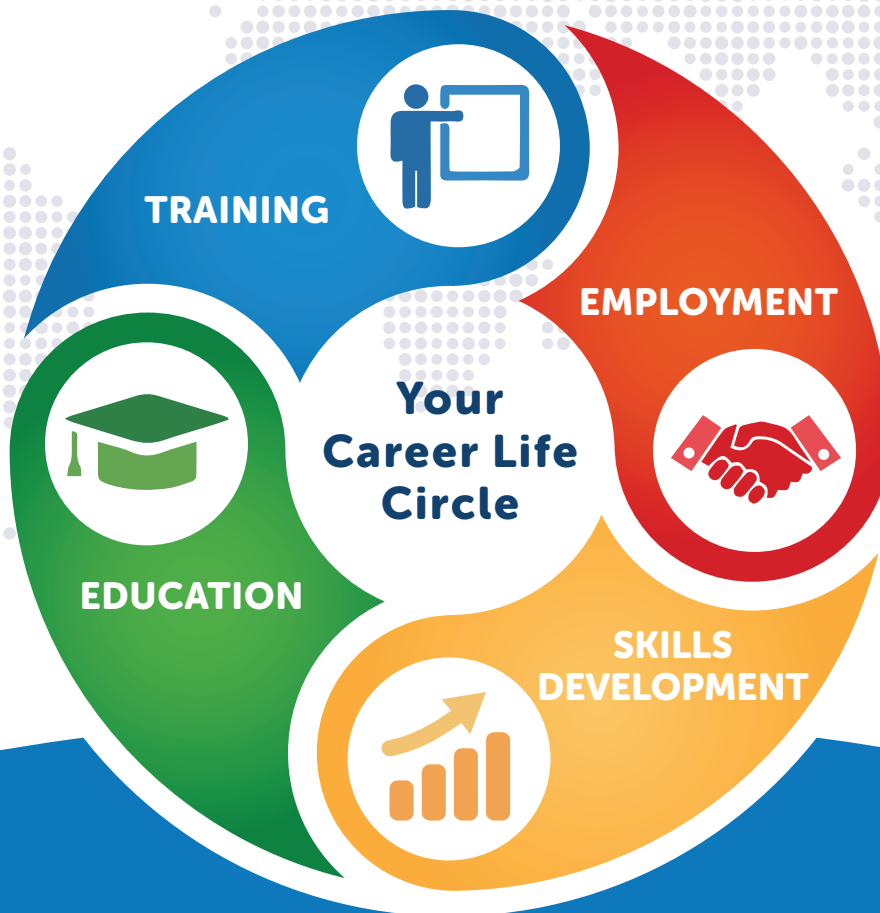 TRAINING
EMPLOYMENT
Your
Career Life
Circle
EDUCATION
SKILLS
DEVELOPMENT